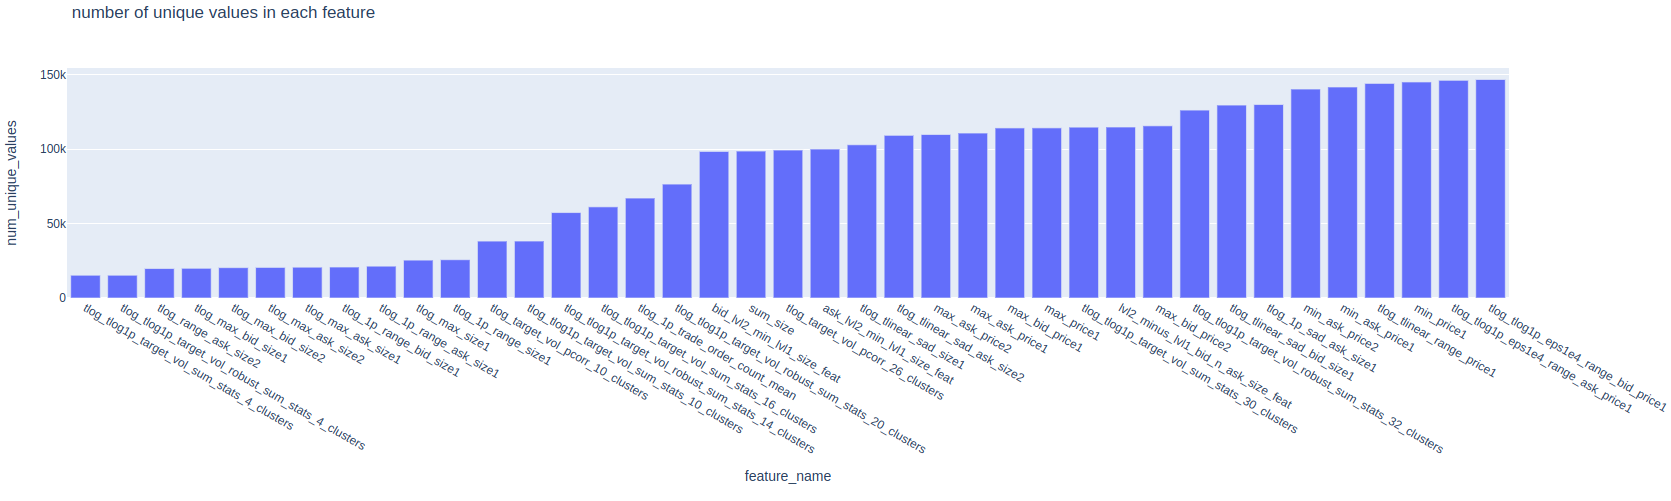 number of unique values in each feature
num_unique_values
150k
100k
50k
0
tlog_tlog1p_target_vol_sum_stats_4_clusters
tlog_tlog1p_target_vol_robust_sum_stats_4_clusters
tlog_range_ask_size2
tlog_max_bid_size1
tlog_max_bid_size2
tlog_max_ask_size2
tlog_max_ask_size1
tlog_1p_range_bid_size1
tlog_1p_range_ask_size1
tlog_max_size1
tlog_1p_range_size1
tlog_target_vol_pcorr_10_clusters
tlog_tlog1p_target_vol_sum_stats_10_clusters
tlog_tlog1p_target_vol_robust_sum_stats_14_clusters
tlog_tlog1p_target_vol_sum_stats_16_clusters
tlog_1p_trade_order_count_mean
tlog_tlog1p_target_vol_robust_sum_stats_20_clusters
bid_lvl2_min_lvl1_size_feat
sum_size
tlog_target_vol_pcorr_26_clusters
ask_lvl2_min_lvl1_size_feat
tlog_tlinear_sad_size1
tlog_tlinear_sad_ask_size2
max_ask_price2
max_ask_price1
max_bid_price1
max_price1
tlog_tlog1p_target_vol_sum_stats_30_clusters
lvl2_minus_lvl1_bid_n_ask_size_feat
max_bid_price2
tlog_tlog1p_target_vol_robust_sum_stats_32_clusters
tlog_tlinear_sad_bid_size1
tlog_1p_sad_ask_size1
min_ask_price2
min_ask_price1
tlog_tlinear_range_price1
min_price1
tlog_tlog1p_eps1e4_range_ask_price1
tlog_tlog1p_eps1e4_range_bid_price1
feature_name